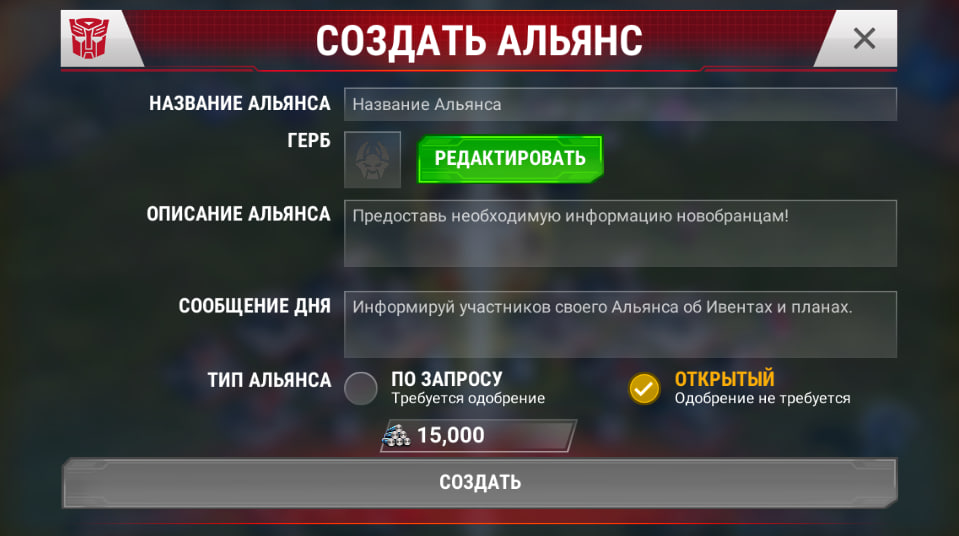 СОЗДАТЬ АЛЬЯНС
НАЗВАНИЕ АЛЬЯНСА
Название Альянса
ГЕРБ
РЕДАКТИРОВАТЬ
ОПИСАНИЕ АЛЬЯНСА
Предоставь необходимую информацию новобранцам!
СООБЩЕНИЕ ДНЯ
Информируй участников своего Альянса об Ивентах и планах.
ТИП АЛЬЯНСА
ПО ЗАПРОСУ
Требуется одобрение
ОТКРЫТЫЙ
Одобрение не требуется
15,000
СОЗДАТЬ